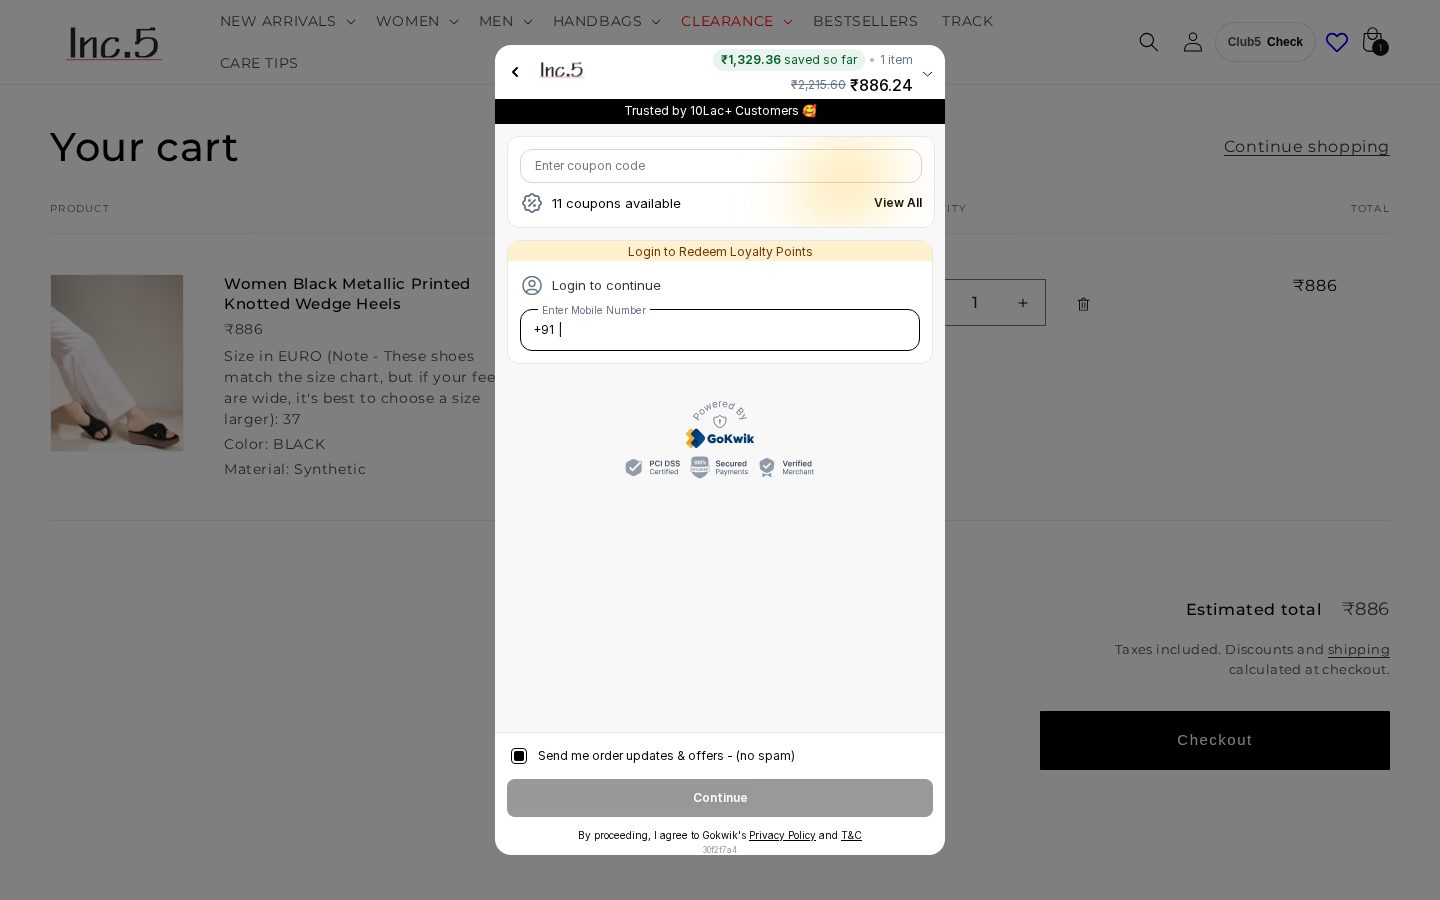 Inc.5
NEW ARRIVALS
WOMEN
MEN
HANDBAGS
CLEARANCE
BESTSELLERS
TRACK
CARE TIPS
Club5 Check
1
Your cart
Continue shopping
PRODUCT
TITY
TOTAL
Women Black Metallic Printed
Knotted Wedge Heels
₹886
Size in EURO (Note - These shoes
match the size chart, but if your fee
are wide, it's best to choose a size
larger): 37
Color: BLACK
Material: Synthetic
1
+
₹886
Estimated total ₹886
Taxes included. Discounts and shipping
calculated at checkout.
Checkout
Inc.5
₹1,329.36 saved so far • 1 item
₹2,215.60 ₹886.24
Trusted by 10Lac+ Customers 🥰
Enter coupon code
11 coupons available
View All
Login to Redeem Loyalty Points
Login to continue
Enter Mobile Number
+91
Powered By
GoKwik
PCI DSS
Certified
100%
Secured
Payments
Verified
Merchant
Send me order updates & offers - (no spam)
Continue
By proceeding, I agree to Gokwik's Privacy Policy and T&C
30f2f7a4